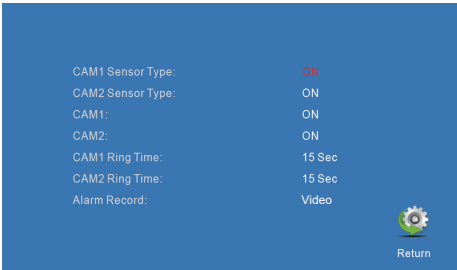 CAM1 Sensor Type: ON
CAM2 Sensor Type: ON
CAM1: ON
CAM2: ON
CAM1 Ring Time: 15 Sec
CAM2 Ring Time: 15 Sec
Alarm Record: Video
Return